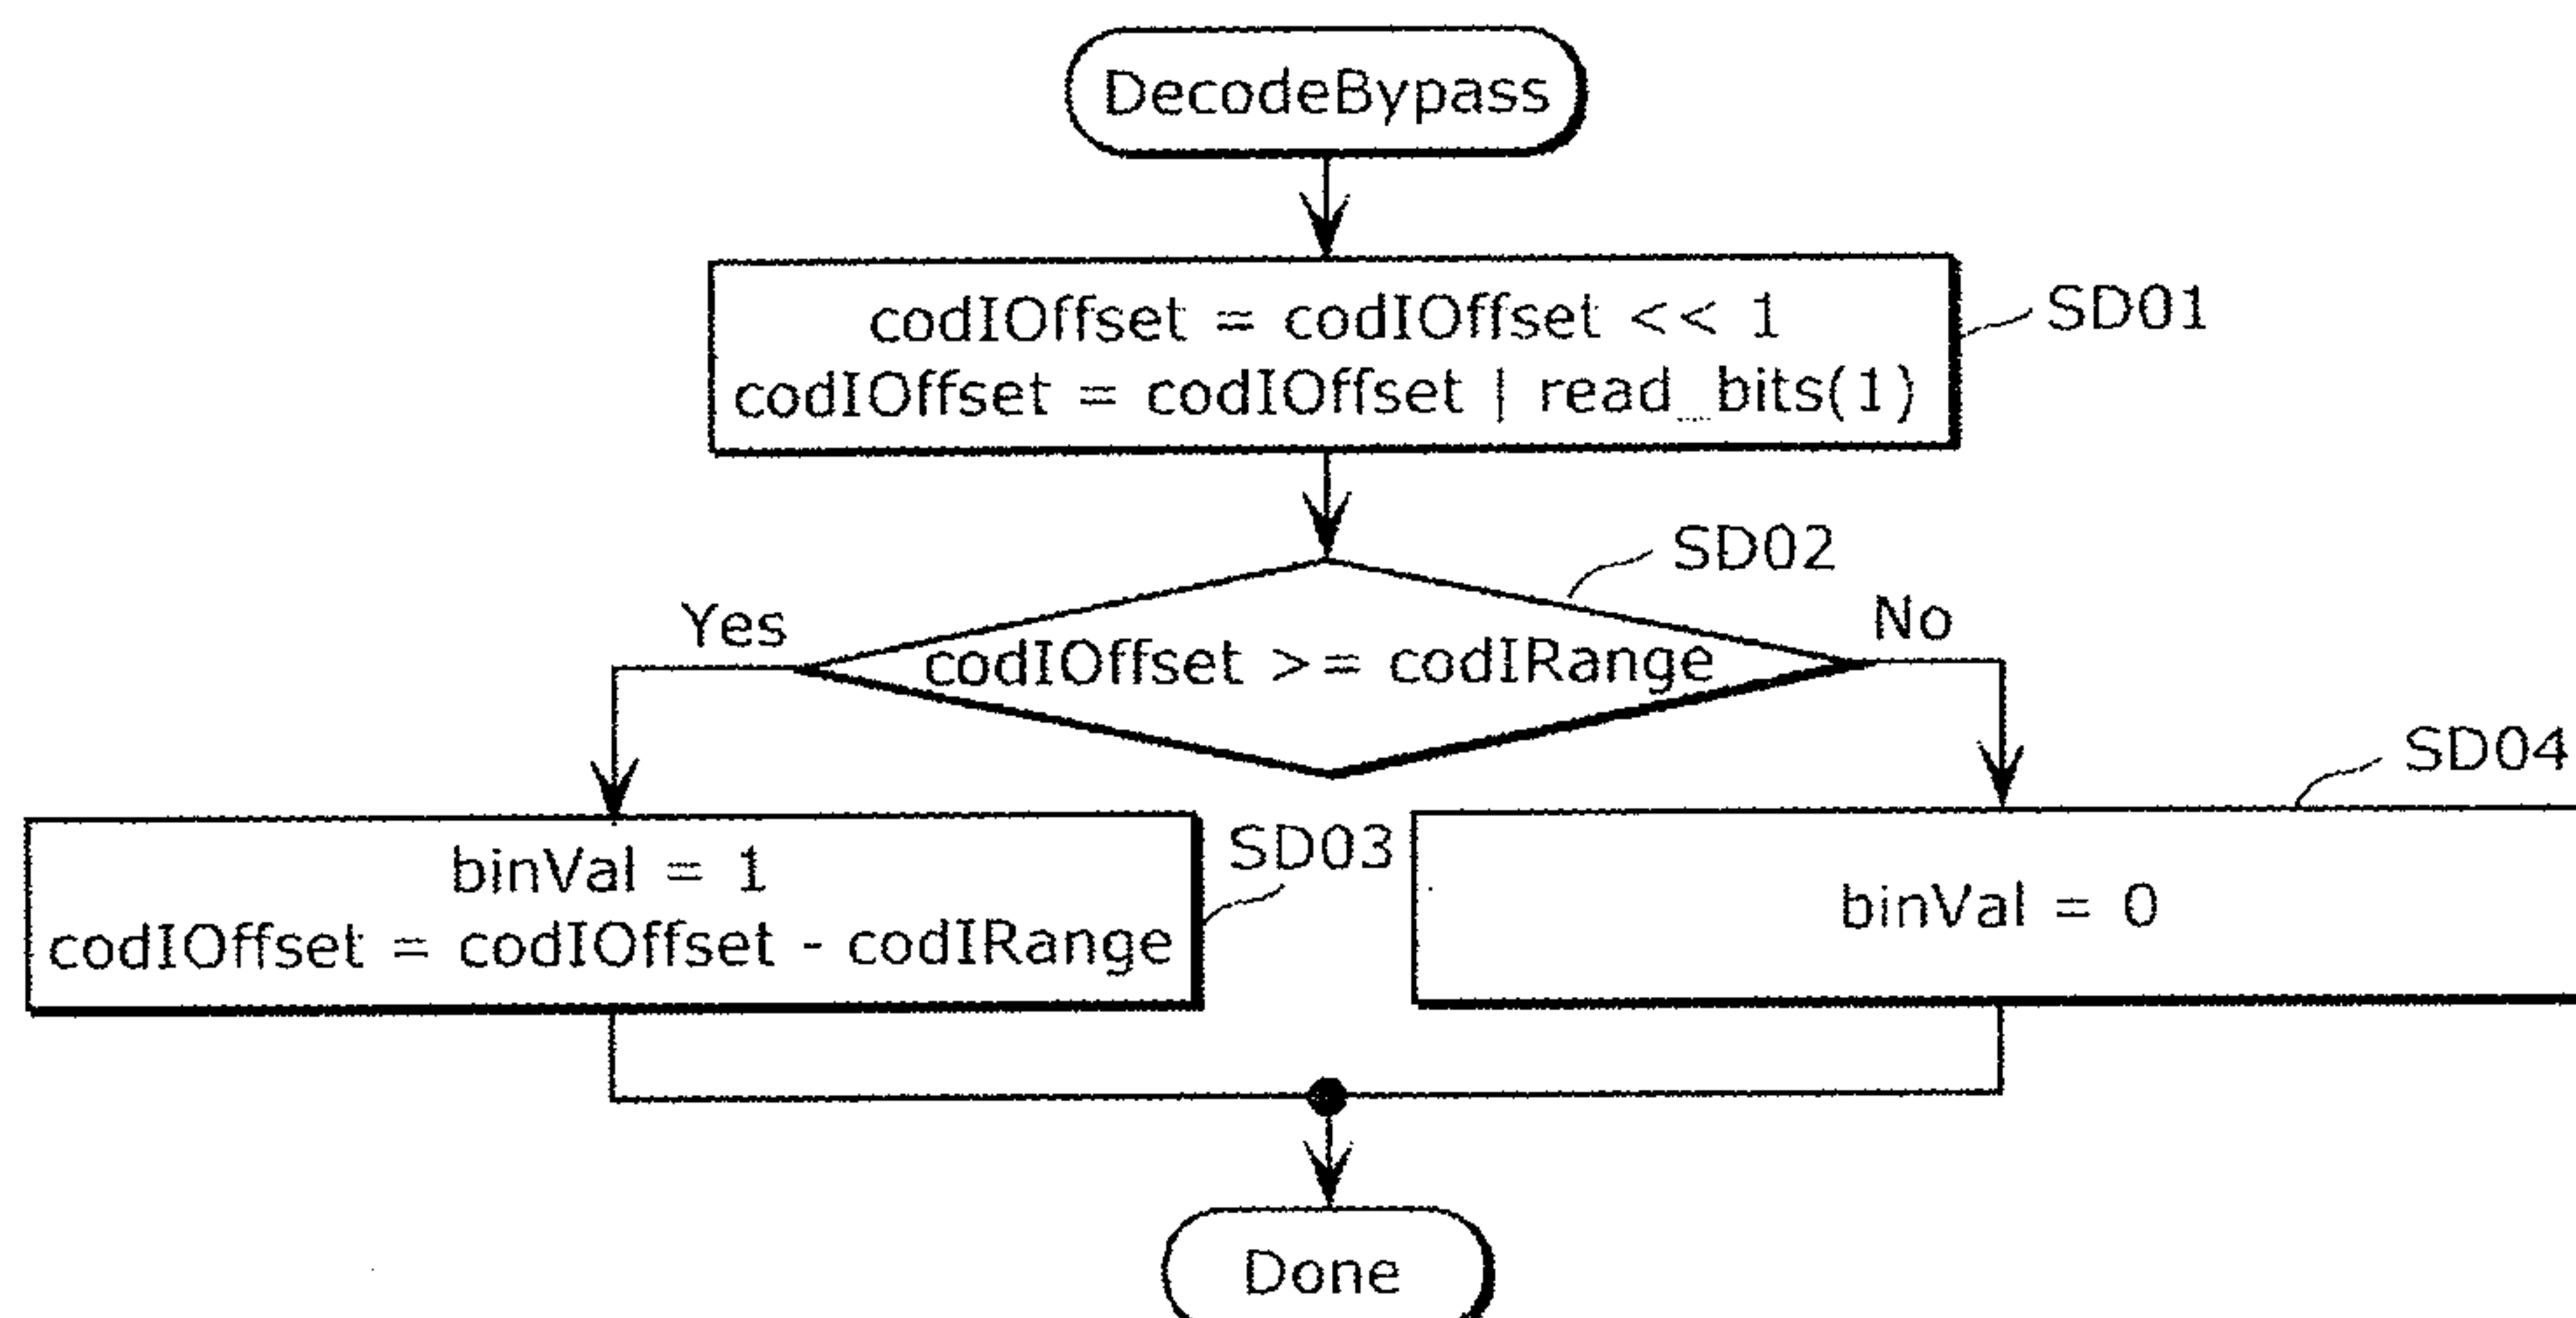 DecodeBypass
codIOffset = codIOffset << 1
codIOffset = codIOffset | read_bits(1)
SD01
SD02
Yes
codIOffset >= codIRange
No
SD04
binVal = 1
codIOffset = codIOffset - codIRange
SD03
binVal = 0
Done